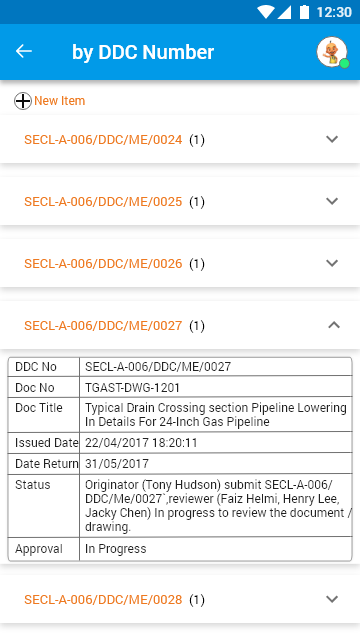 12:30
by DDC Number
New Item
SECL-A-006/DDC/ME/0024 (1)
SECL-A-006/DDC/ME/0025 (1)
SECL-A-006/DDC/ME/0026 (1)
SECL-A-006/DDC/ME/0027 (1)
DDC No SECL-A-006/DDC/ME/0027
Doc No TGAST-DWG-1201
Doc Title Typical Drain Crossing section Pipeline Lowering
In Details For 24-Inch Gas Pipeline
Issued Date 22/04/2017 18:20:11
Date Return 31/05/2017
Status Originator (Tony Hudson) submit SECL-A-006/
DDC/Me/0027`,reviewer (Faiz Helmi, Henry Lee,
Jacky Chen) In progress to review the document /
drawing.
Approval In Progress
SECL-A-006/DDC/ME/0028 (1)